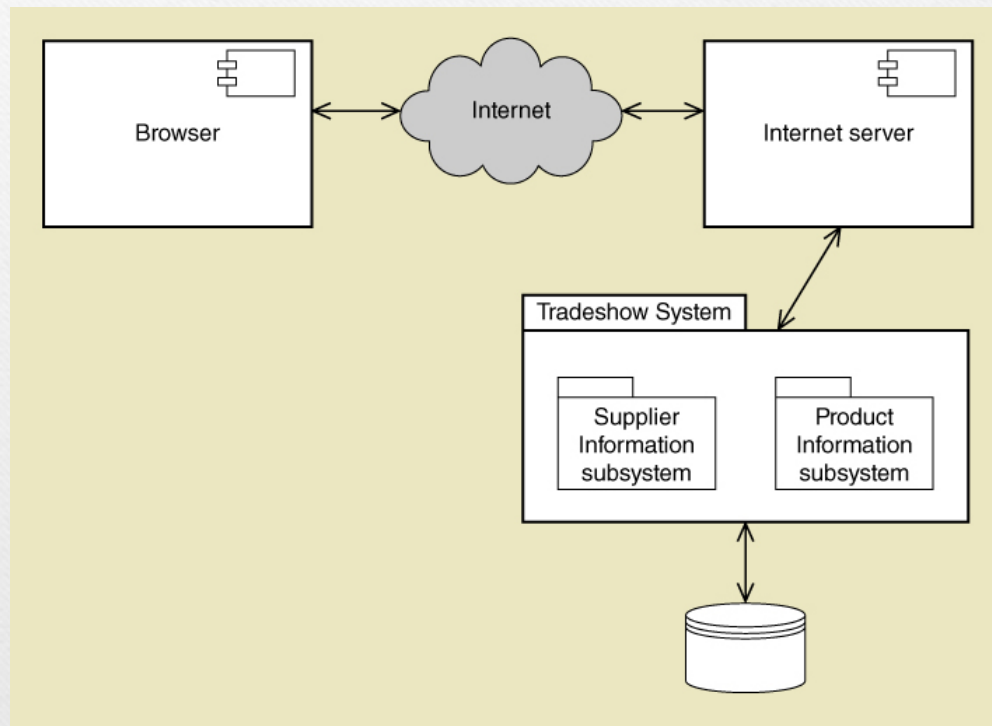 Browser
Internet
Internet server
Tradeshow System
Supplier
Information
subsystem
Product
Information
subsystem